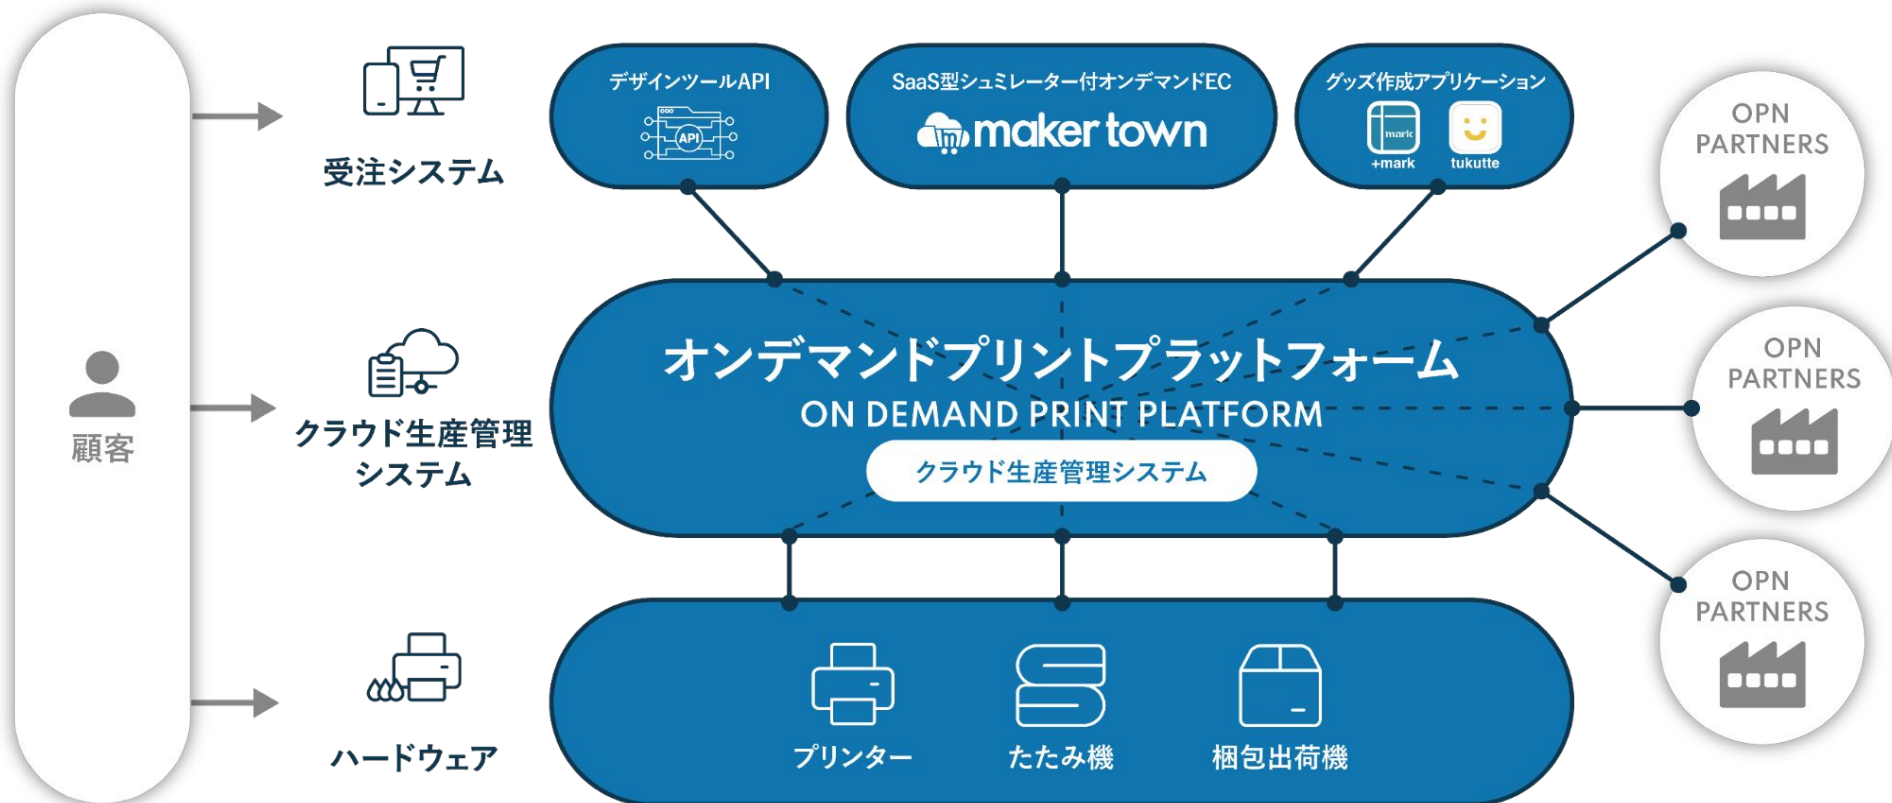 顧客
受注システム
クラウド生産管理
システム
ハードウェア
デザインツールAPI
API
SaaS型シュミレーター付オンデマンドEC
m
maker town
グッズ作成アプリケーション
mark
+mark
tukutte
オンデマンドプリントプラットフォーム
ON DEMAND PRINT PLATFORM
クラウド生産管理システム
プリンター
たたみ機
梱包出荷機
OPN
PARTNERS
OPN
PARTNERS
OPN
PARTNERS